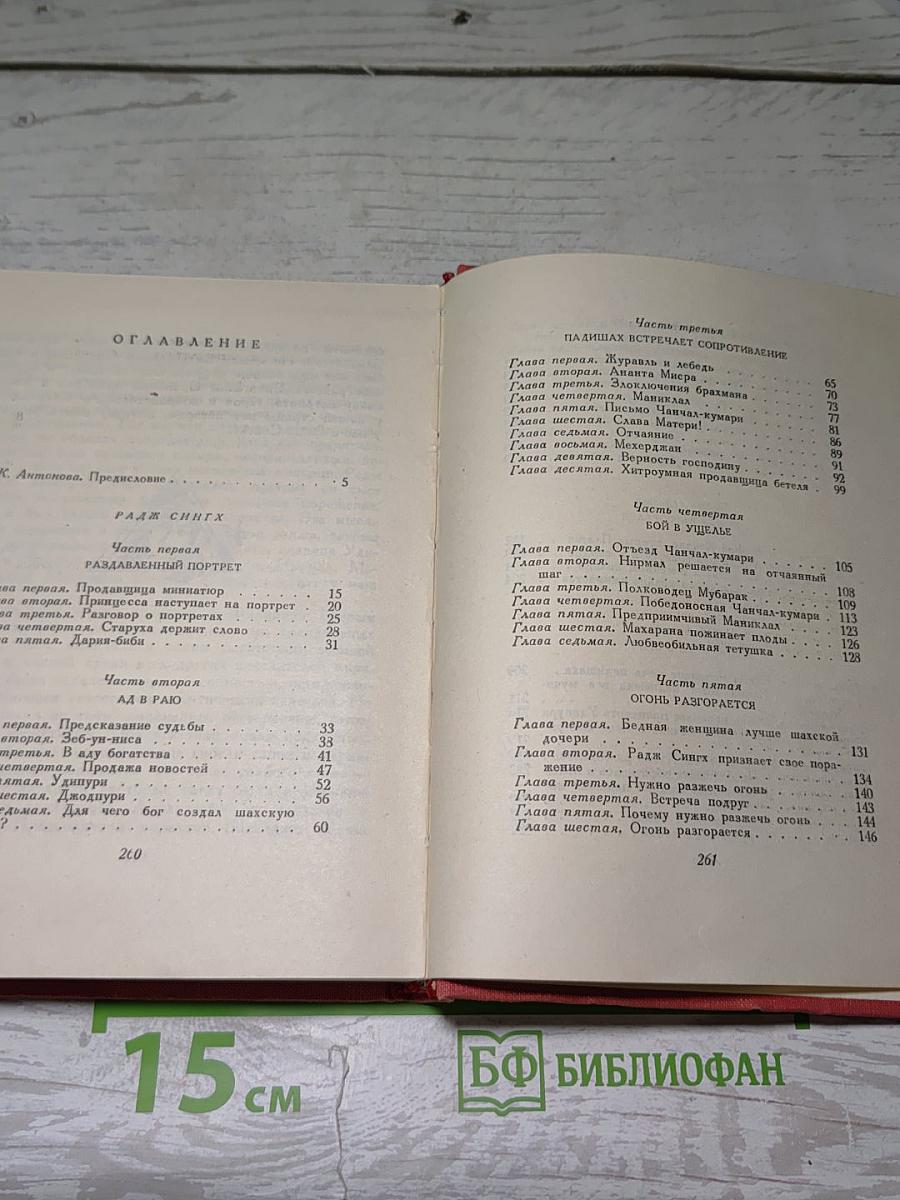 ОГЛАВЛЕНИЕ
К. Антонова. Предисловие . . . . . . . . . . . . . 5
РАДЖ СИНГХ
Часть первая
РАЗДАВЛЕННЫЙ ПОРТРЕТ
ва первая. Продавщица миниатюр . . . . . . . 15
ва вторая. Принцесса наступает на портрет . 20
ва третья. Разговор о портретах . . . . . . . 25
ва четвертая. Старуха держит слово . . . . . 28
ва пятая. Дария-биби . . . . . . . . . . . . . 31
Часть вторая
АД В РАЮ
первая. Предсказание судьбы . . . . . . . . 33
вторая. Зеб-ун-ниса . . . . . . . . . . . . 38
третья. В аду богатства . . . . . . . . . . 41
четвертая. Продажа новостей . . . . . . . . 47
пятая. Удипури . . . . . . . . . . . . . . 52
шестая. Джодпури . . . . . . . . . . . . . 56
едьмая. Для чего бог создал шахскую
? . . . . . . . . . . . . . . . . . . . . 60
260
Часть третья
ПАДИШАХ ВСТРЕЧАЕТ СОПРОТИВЛЕНИЕ
Глава первая. Журавль и лебедь . . . . . . . 65
Глава вторая. Ананта Мисра . . . . . . . . . 70
Глава третья. Злоключения брахмана . . . . . 73
Глава четвертая. Маниклал . . . . . . . . . 77
Глава пятая. Письмо Чанчал-кумари . . . . . 81
Глава шестая. Слава Матери! . . . . . . . . 86
Глава седьмая. Отчаяние . . . . . . . . . . 89
Глава восьмая. Мехерджан . . . . . . . . . . 91
Глава девятая. Верность господину . . . . . 92
Глава десятая. Хитроумная продавщица бетеля . 99
Часть четвертая
БОЙ В УЩЕЛЬЕ
Глава первая. Отъезд Чанчал-кумари . . . . . . 105
Глава вторая. Нирмал решается на отчаянный
шаг . . . . . . . . . . . . . . . . . . . 108
Глава третья. Полководец Мубарак . . . . . . 109
Глава четвертая. Победоносная Чанчал-кумари . 113
Глава пятая. Предприимчивый Маниклал . . . . 123
Глава шестая. Махарана пожинает плоды . . . . 126
Глава седьмая. Любвеобильная тетушка . . . . . 128
Часть пятая
ОГОНЬ РАЗГОРАЕТСЯ
Глава первая. Бедная женщина лучше шахской
дочери . . . . . . . . . . . . . . . . . 131
Глава вторая. Радж Сингх признает свое пора-
жение . . . . . . . . . . . . . . . . . . 134
Глава третья. Нужно разжечь огонь . . . . . . 140
Глава четвертая. Встреча подруг . . . . . . . 143
Глава пятая. Почему нужно разжечь огонь . . . 144
Глава шестая, Огонь разгорается . . . . . . . 146
261
15 см
БФ БИБЛИОФАН